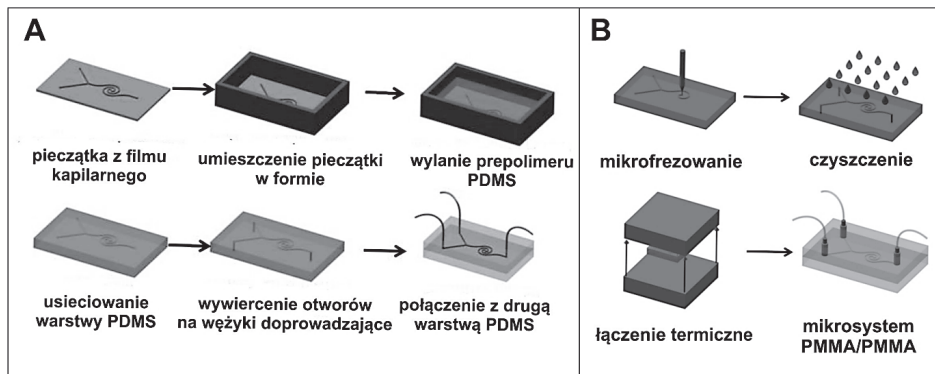 A
pieczątka z filmu
kapilarnego
umieszczenie pieczątki
w formie
wylanie prepolimeru
PDMS
usieciowanie
warstwy PDMS
wywiercenie otworów
na wężyki doprowadzające
połączenie z drugą
warstwą PDMS
B
mikrofrezowanie
czyszczenie
łączenie termiczne
mikrosystem
PMMA/PMMA